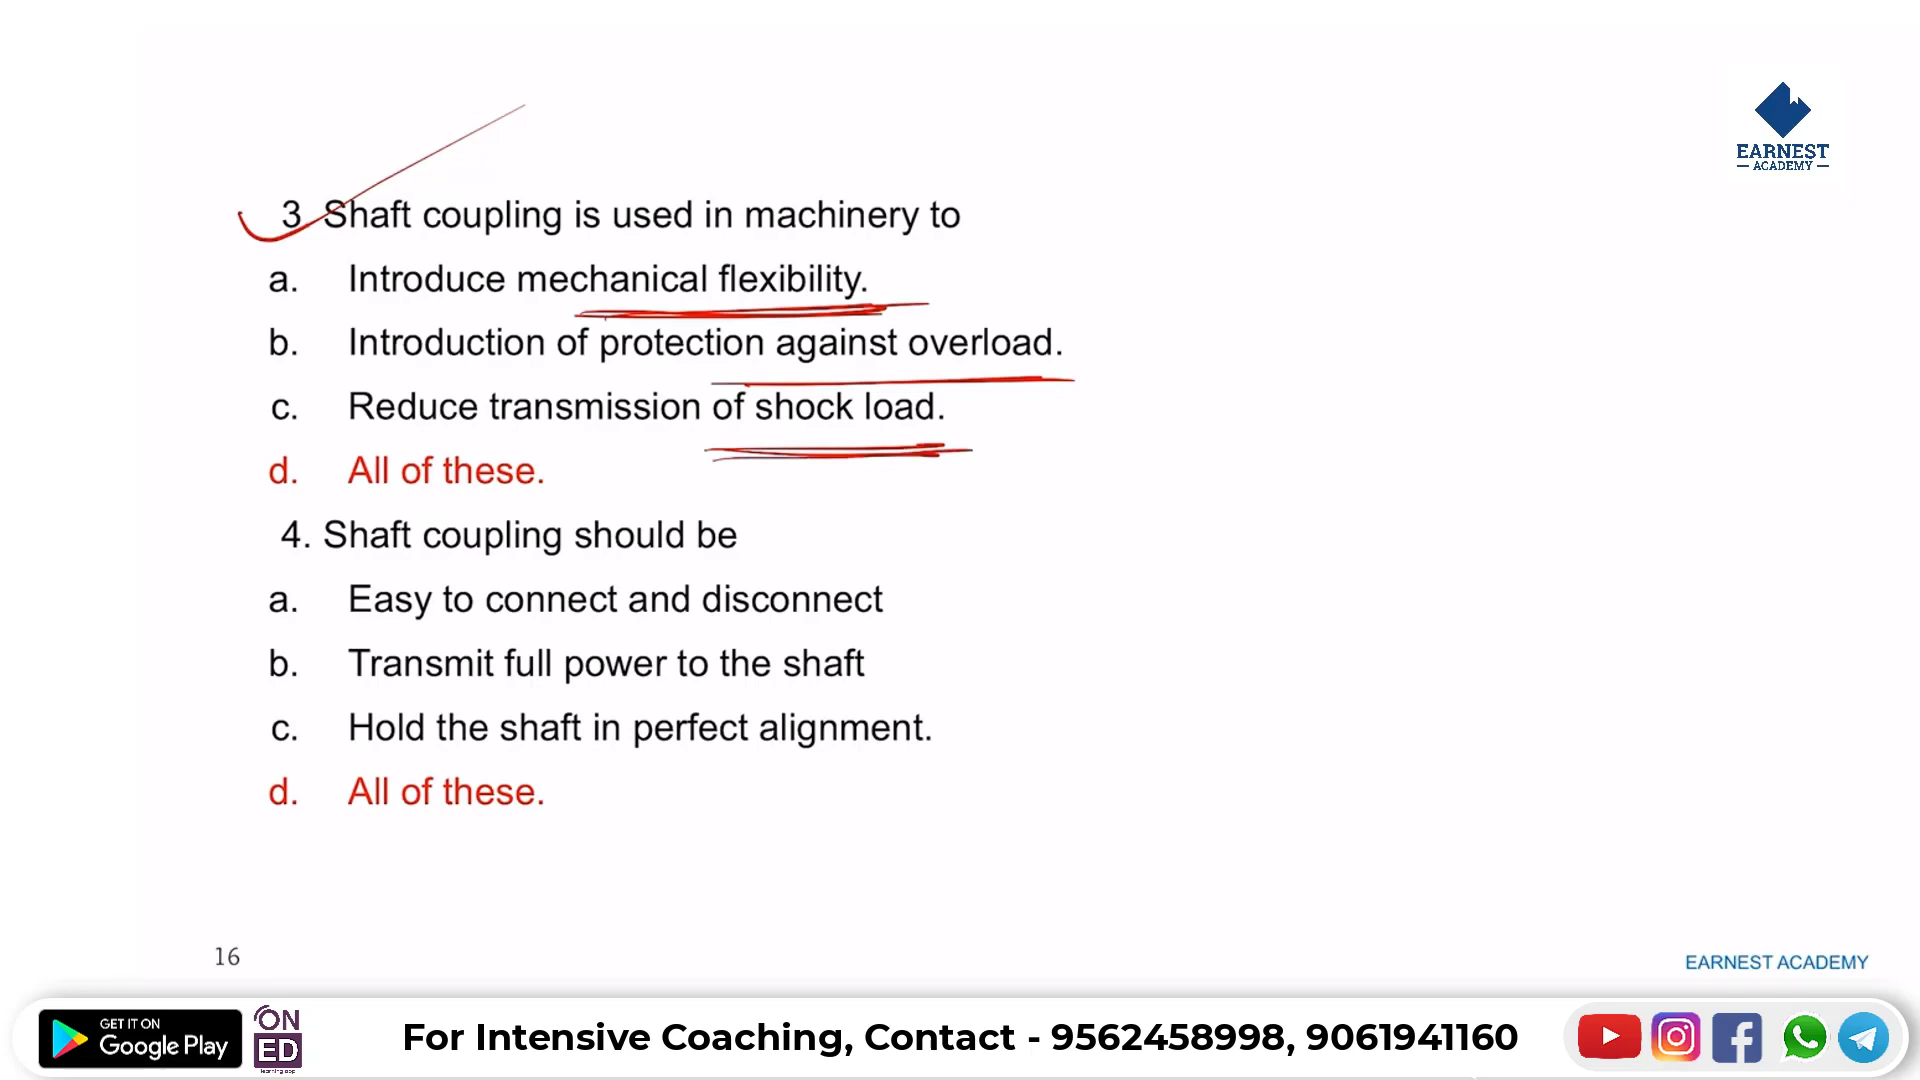 EARNEST
ACADEMY
3. Shaft coupling is used in machinery to
a. Introduce mechanical flexibility.
b. Introduction of protection against overload.
c. Reduce transmission of shock load.
d. All of these.
4. Shaft coupling should be
a. Easy to connect and disconnect
b. Transmit full power to the shaft
c. Hold the shaft in perfect alignment.
d. All of these.
16
EARNEST ACADEMY
GET IT ON
Google Play
ON
ED
learning app
For Intensive Coaching, Contact - 9562458998, 9061941160